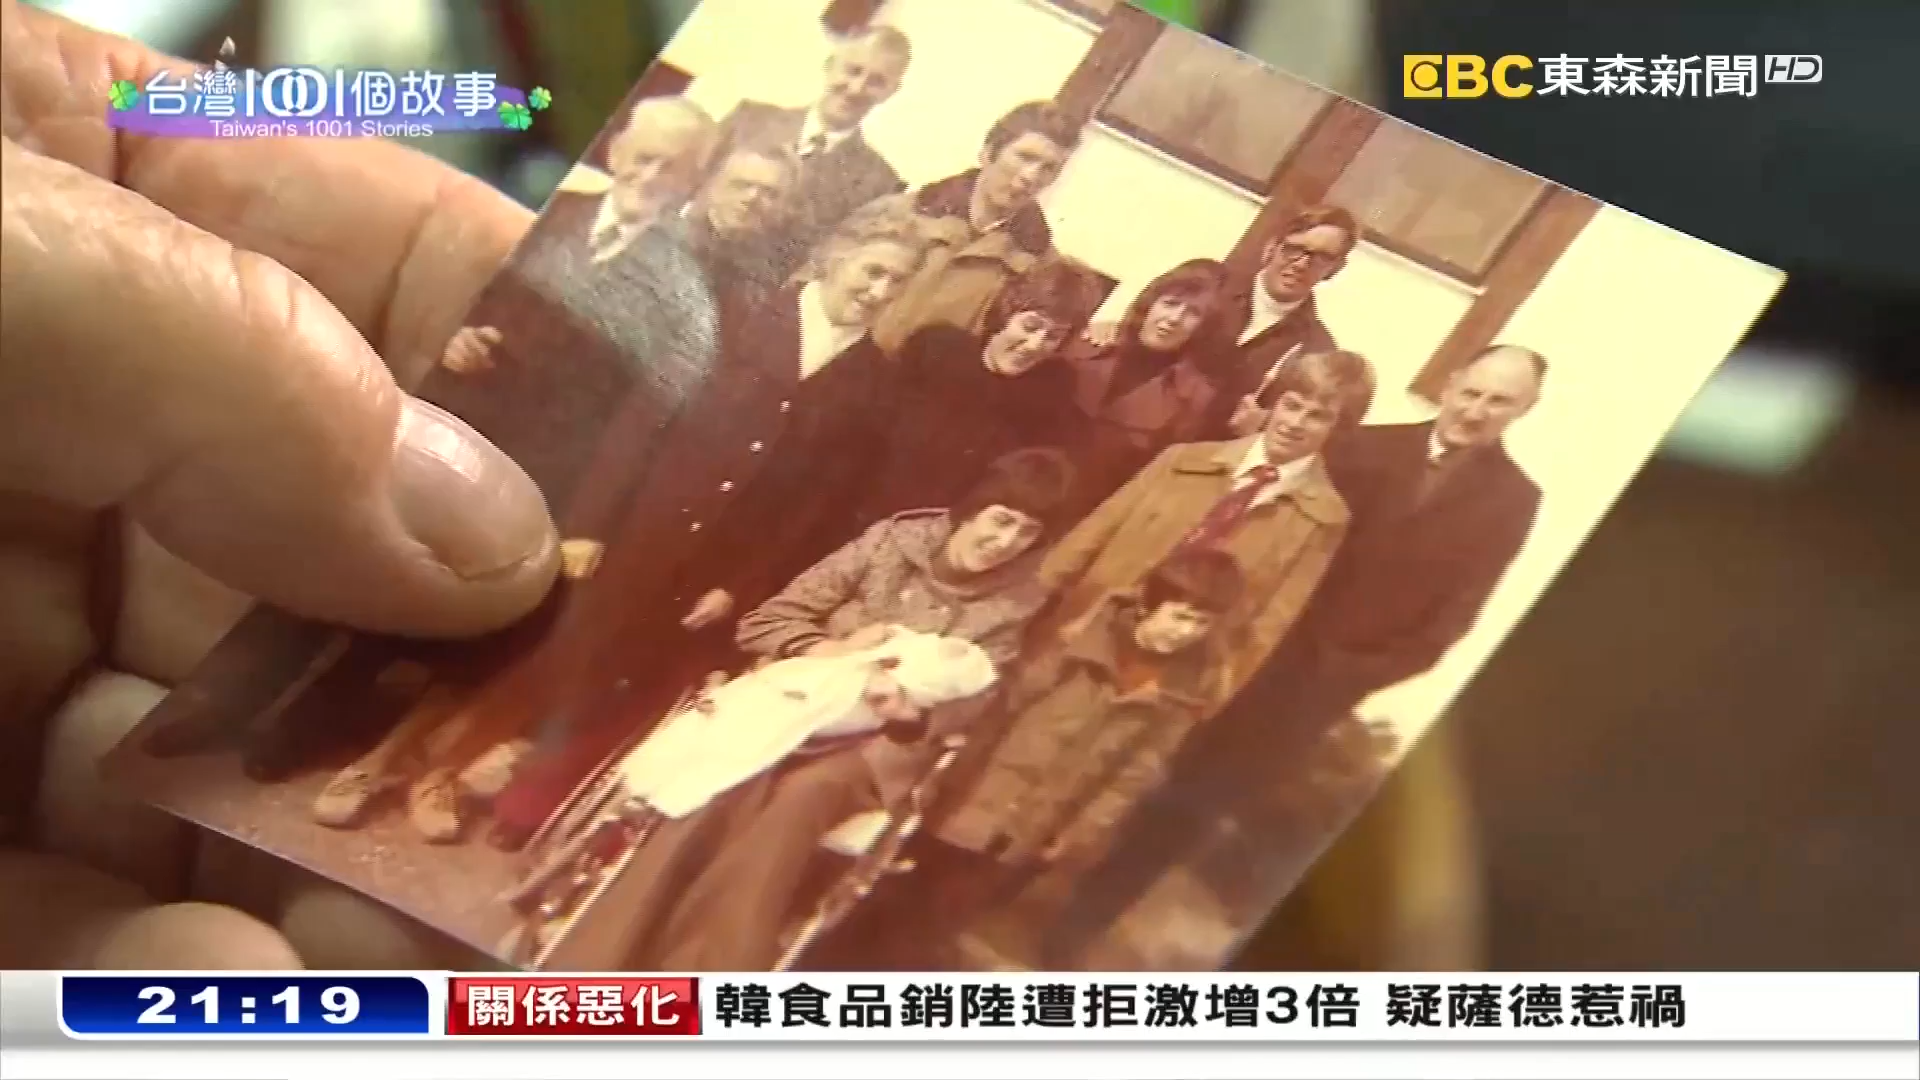 台灣1001個故事
Taiwan's 1001 Stories
EBC東森新聞HD
21:19
關係惡化
韓食品銷陸遭拒激增3倍 疑薩德惹禍